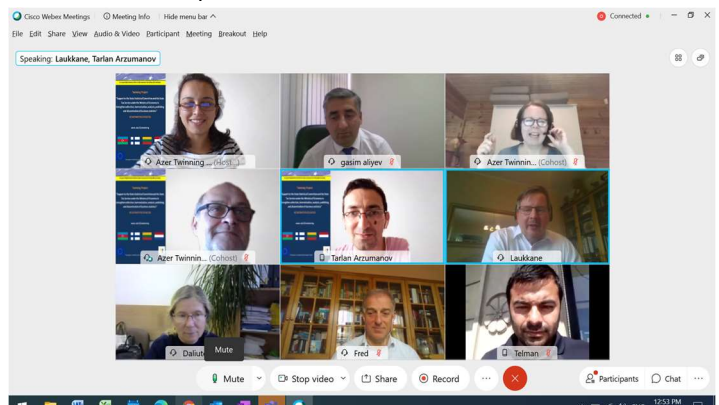 Cisco Webex Meetings
Meeting Info
Hide menu bar
Connected
File Edit Share View Audio & Video Participant Meeting Breakout Help
Speaking: Laukkane, Tarlan Arzumanov
Azer Twinning ... (Host...)
gasim aliyev
Azer Twinnin... (Cohost)
Azer Twinnin... (Cohost)
Tarlan Arzumanov
Laukkane
Daliut
Mute
Fred
Telman
Mute
Stop video
Share
Record
Participants
Chat
12:53 PM